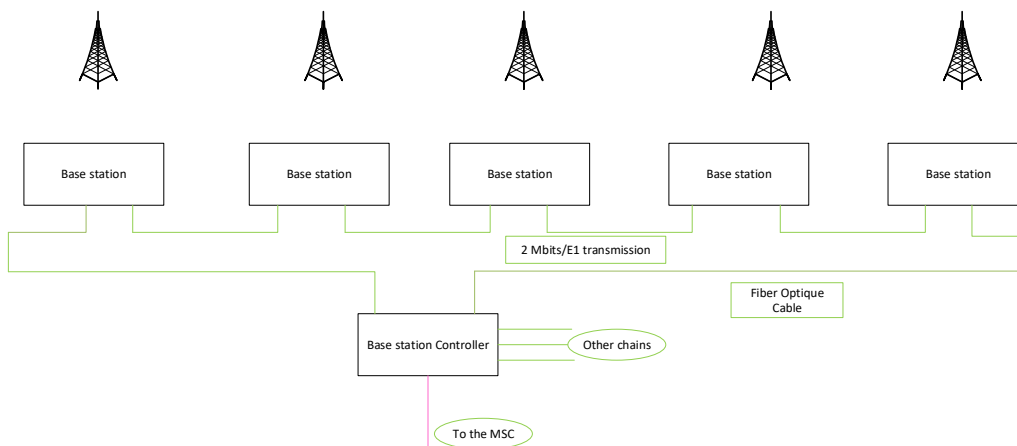 Base station
Base station
Base station
Base station
Base station
2 Mbits/E1 transmission
Fiber Optique
Cable
Base station Controller
Other chains
To the MSC